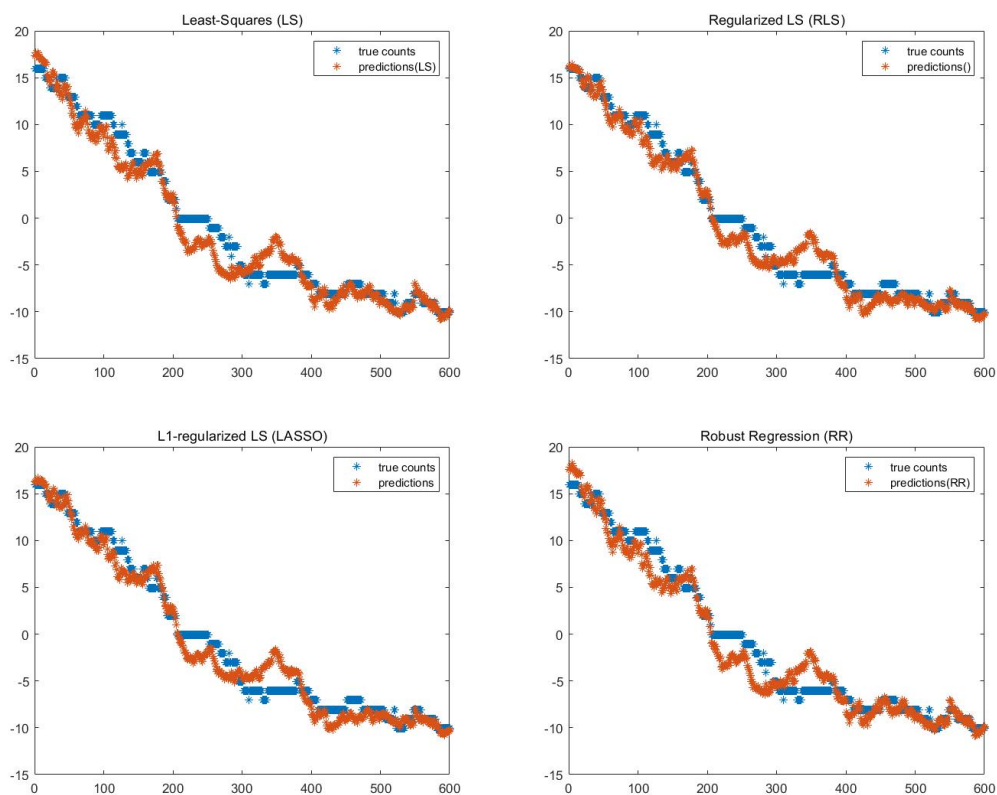 Least-Squares (LS)
20
15
10
5
0
-5
-10
-15
0 100 200 300 400 500 600
true counts
predictions(LS)
Regularized LS (RLS)
20
15
10
5
0
-5
-10
-15
0 100 200 300 400 500 600
true counts
predictions()
L1-regularized LS (LASSO)
20
15
10
5
0
-5
-10
-15
0 100 200 300 400 500 600
true counts
predictions
Robust Regression (RR)
20
15
10
5
0
-5
-10
-15
0 100 200 300 400 500 600
true counts
predictions(RR)